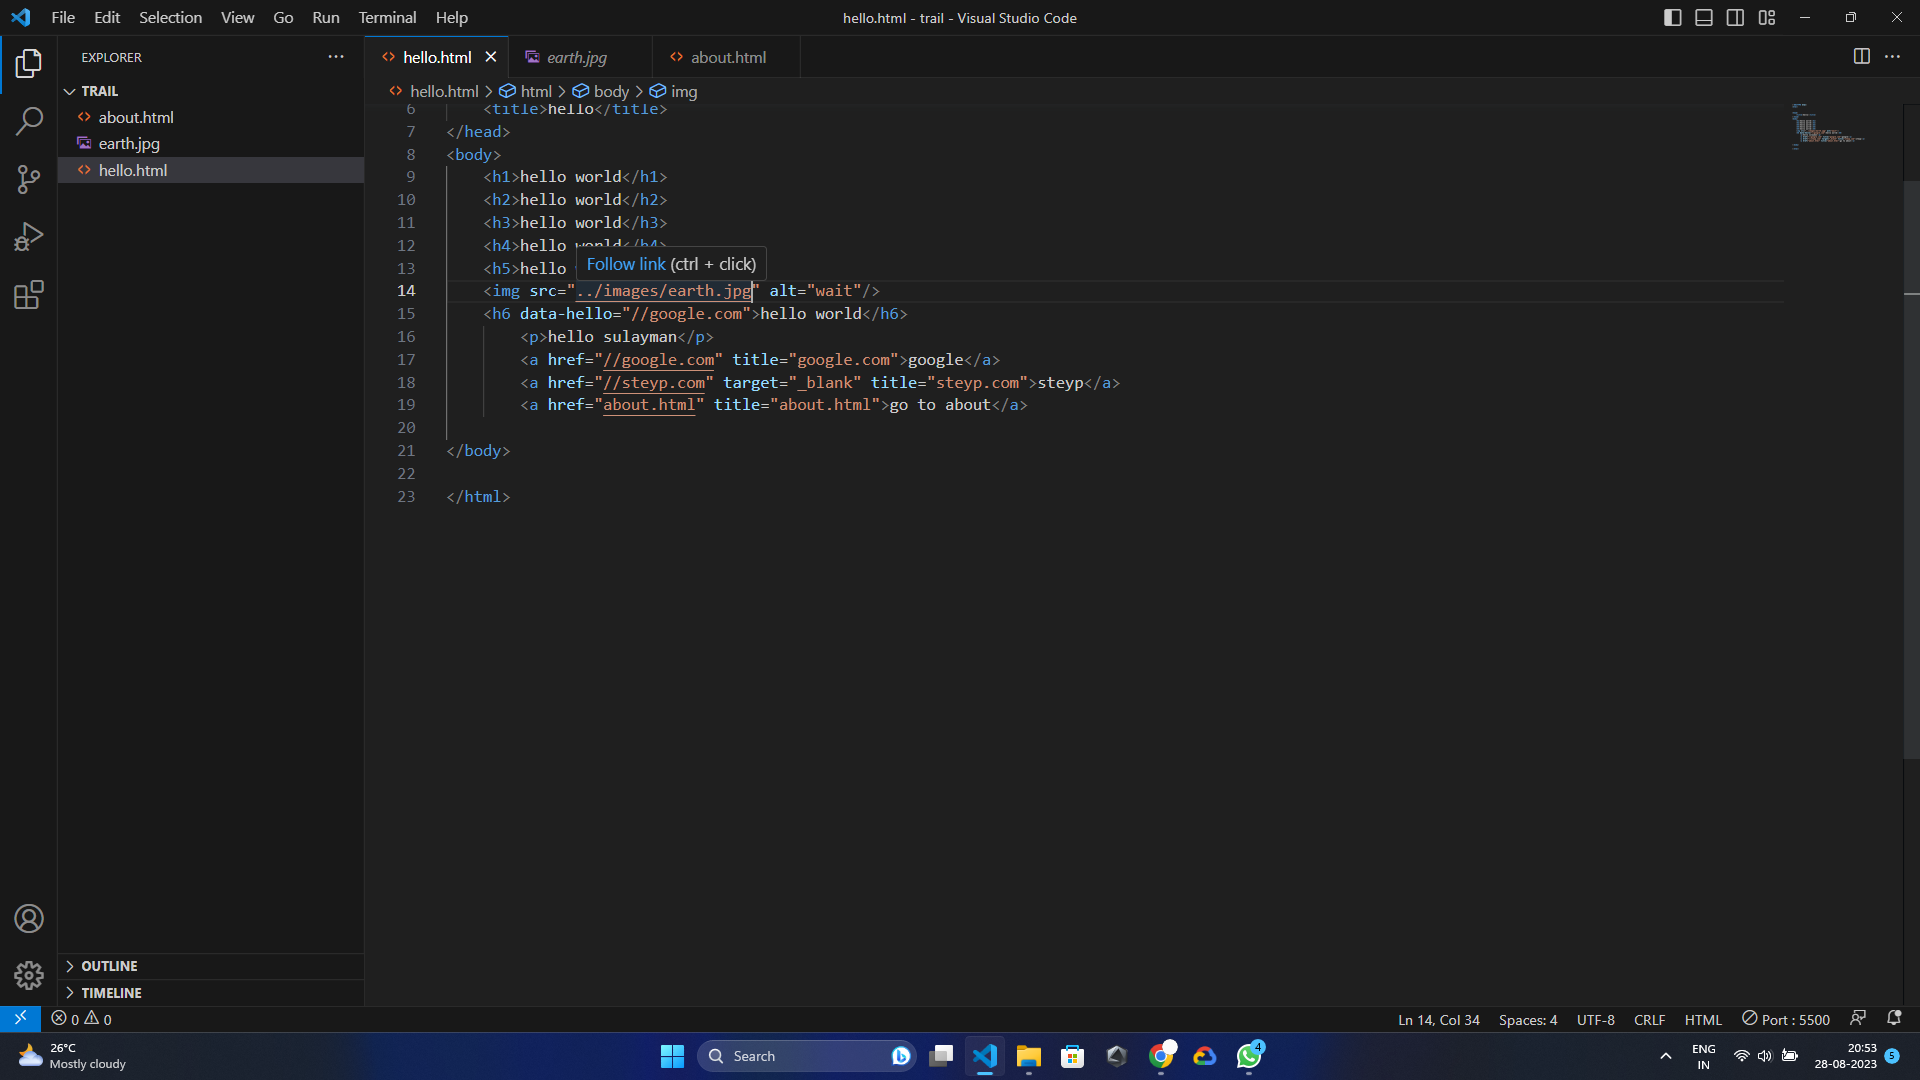 File Edit Selection View Go Run Terminal Help
hello.html - trail - Visual Studio Code
EXPLORER
TRAIL
about.html
earth.jpg
hello.html
OUTLINE
TIMELINE
hello.html earth.jpg about.html
hello.html > html > body > img
6 <title>hello</title>
7 </head>
8 <body>
9 <h1>hello world</h1>
10 <h2>hello world</h2>
11 <h3>hello world</h3>
12 <h4>hello world</h4>
13 <h5>hello
Follow link (ctrl + click)
14 <img src="../images/earth.jpg" alt="wait"/>
15 <h6 data-hello="//google.com">hello world</h6>
16 <p>hello sulayman</p>
17 <a href="//google.com" title="google.com">google</a>
18 <a href="//steyp.com" target="_blank" title="steyp.com">steyp</a>
19 <a href="about.html" title="about.html">go to about</a>
20
21 </body>
22
23 </html>
0 0
Ln 14, Col 34 Spaces: 4 UTF-8 CRLF HTML Port : 5500
26°C
Mostly cloudy
Search
4
ENG
IN
20:53
28-08-2023
5